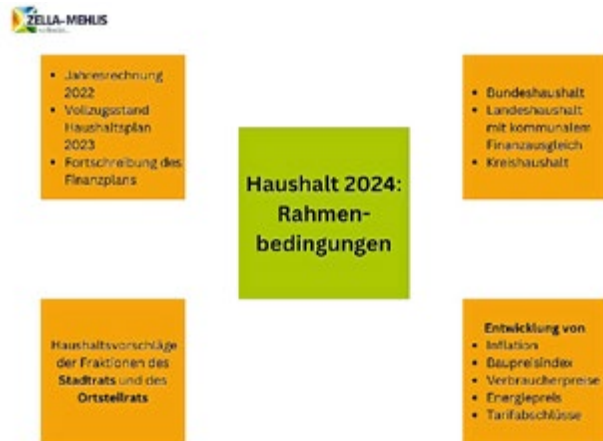 ZELLA-MEHLIS
• Jahresrechnung
2022
• Vollzugsstand
Haushaltsplan
2023
• Fortschreibung des
Finanzplans
• Bundeshaushalt
• Landeshaushalt
mit kommunalem
Finanzausgleich
• Kreishaushalt
Haushalt 2024:
Rahmen-
bedingungen
Haushaltsvorschläge
der Fraktionen des
Stadtrats und des
Ortsteilrats
Entwicklung von
• Inflation
• Baupreisindex
• Verbraucherpreise
• Energiepreis
• Tarifabschlüsse